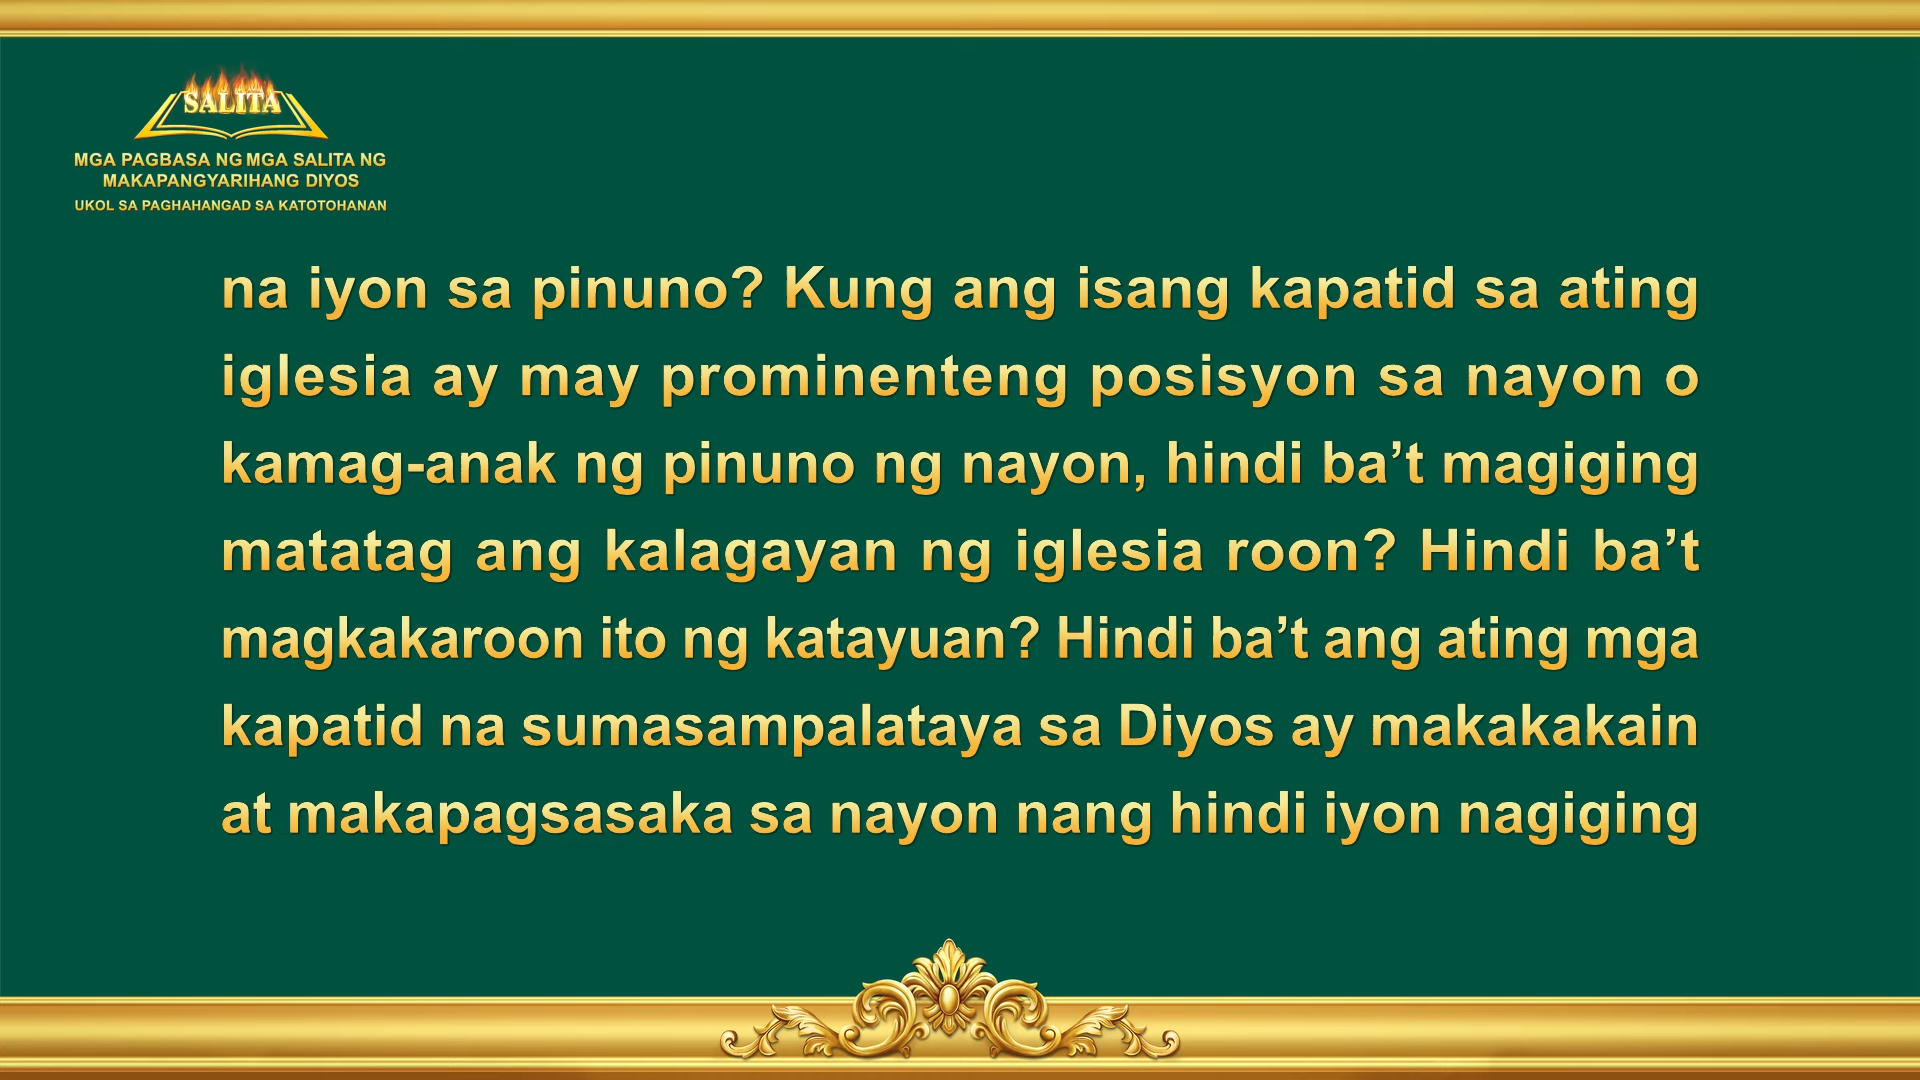 SALITA
MGA PAGBASA NG MGA SALITA NG
MAKAPANGYARIHANG DIYOS
UKOL SA PAGHAHANGAD SA KATOTOHANAN
na iyon sa pinuno? Kung ang isang kapatid sa ating
iglesia ay may prominenteng posisyon sa nayon o
kamag-anak ng pinuno ng nayon, hindi ba’t magiging
matatag ang kalagayan ng iglesia roon? Hindi ba’t
magkakaroon ito ng katayuan? Hindi ba’t ang ating mga
kapatid na sumasampalataya sa Diyos ay makakakain
at makapagsasaka sa nayon nang hindi iyon nagiging